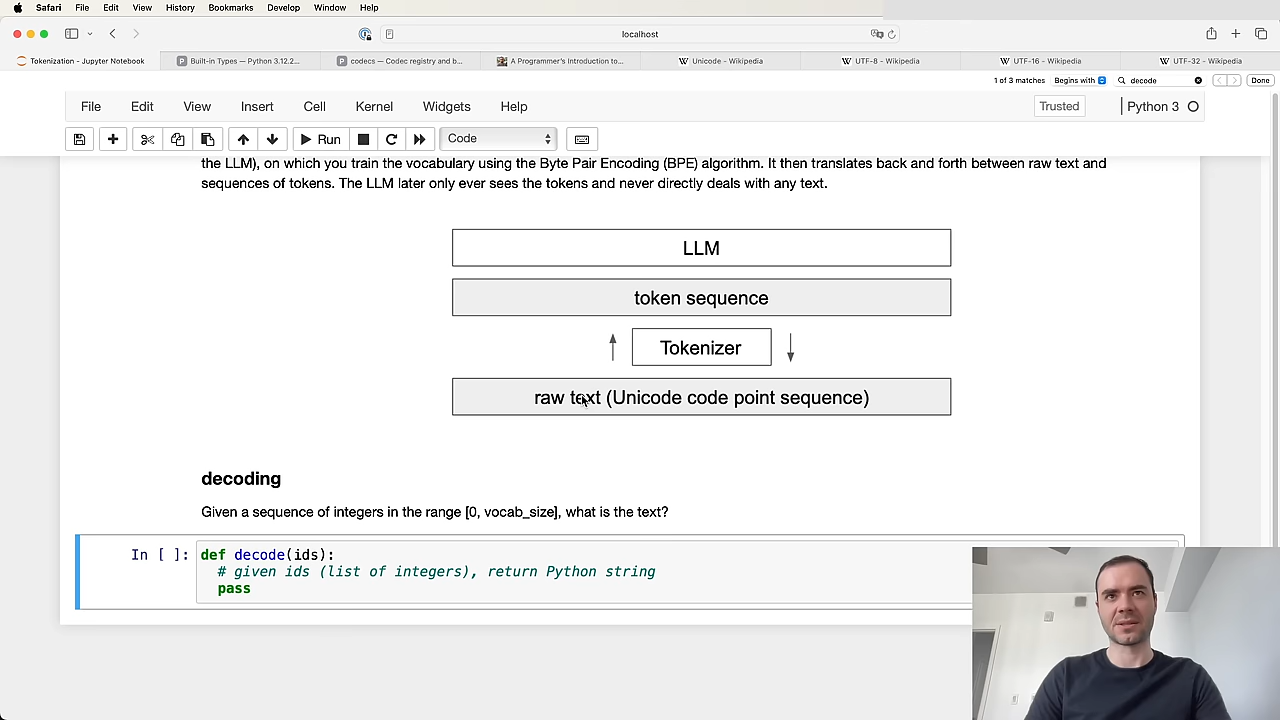 Safari File Edit View History Bookmarks Develop Window Help
localhost
Tokenization - Jupyter Notebook
Built-in Types — Python 3.12.2...
codecs — Codec registry and b...
A Programmer's Introduction to...
Unicode - Wikipedia
UTF-8 - Wikipedia
UTF-16 - Wikipedia
UTF-32 - Wikipedia
1 of 3 matches Begins with decode Done
File Edit View Insert Cell Kernel Widgets Help Trusted Python 3
Run Code
the LLM), on which you train the vocabulary using the Byte Pair Encoding (BPE) algorithm. It then translates back and forth between raw text and
sequences of tokens. The LLM later only ever sees the tokens and never directly deals with any text.
LLM
token sequence
Tokenizer
raw text (Unicode code point sequence)
decoding
Given a sequence of integers in the range [0, vocab_size], what is the text?
In [ ]: def decode(ids):
# given ids (list of integers), return Python string
pass